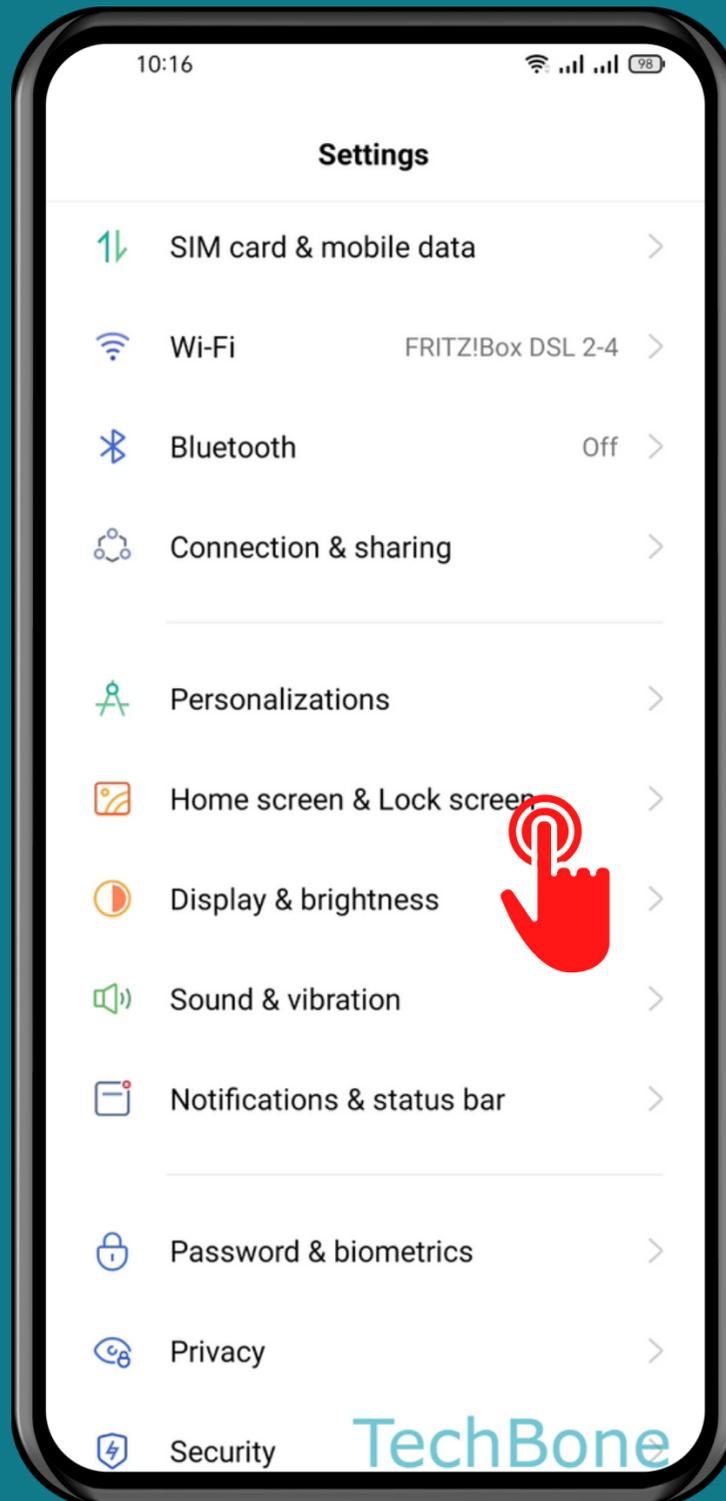 10:16 98
Settings
SIM card & mobile data
Wi-Fi FRITZ!Box DSL 2-4
Bluetooth Off
Connection & sharing
Personalizations
Home screen & Lock screen
Display & brightness
Sound & vibration
Notifications & status bar
Password & biometrics
Privacy
Security
TechBone